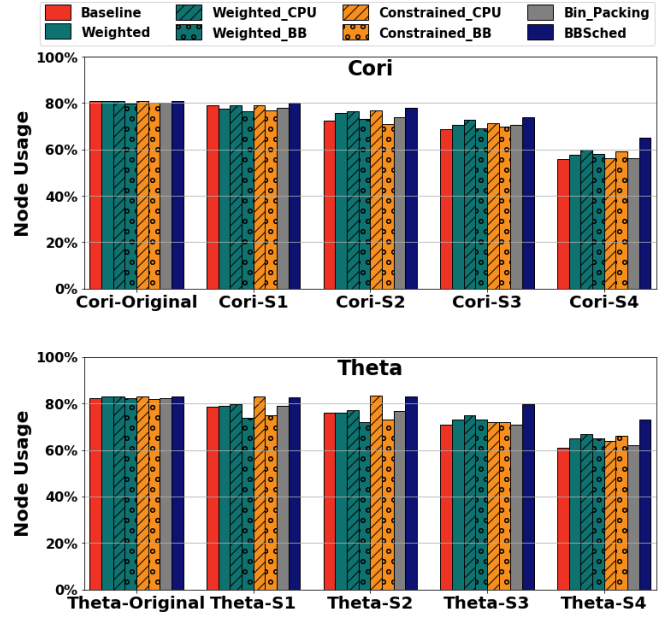 Baseline Weighted_CPU Constrained_CPU Bin_Packing
Weighted Weighted_BB Constrained_BB BBSched
Cori
100%
80%
60%
40%
20%
0%
Node Usage
Cori-Original Cori-S1 Cori-S2 Cori-S3 Cori-S4
Theta
100%
80%
60%
40%
20%
0%
Node Usage
Theta-Original Theta-S1 Theta-S2 Theta-S3 Theta-S4